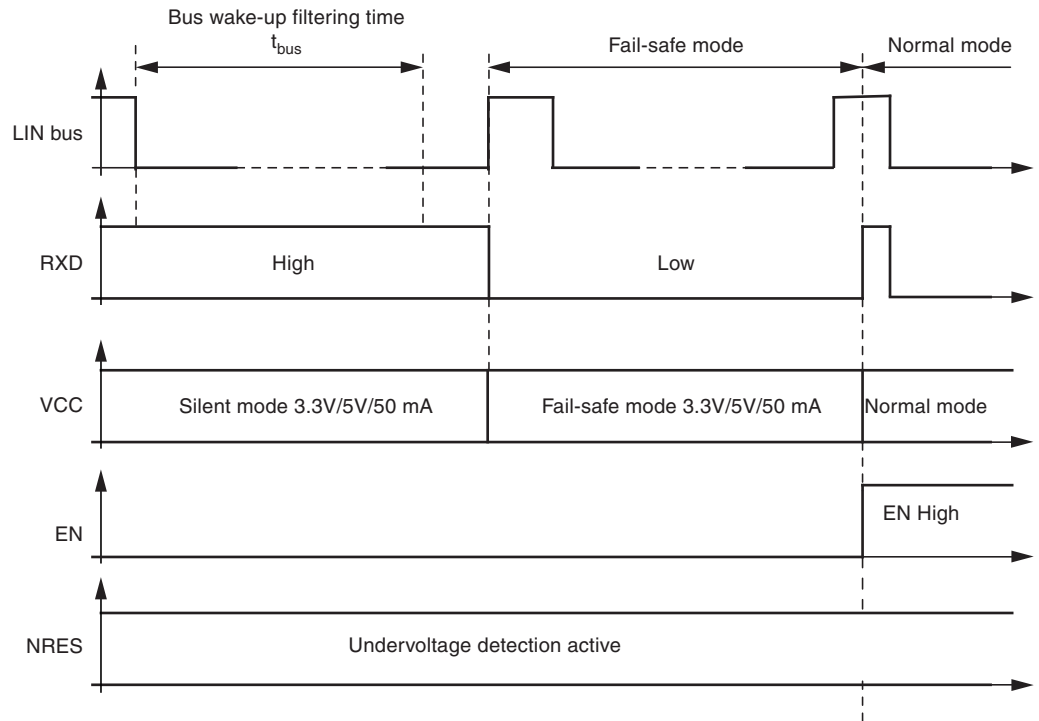 Bus wake-up filtering time
tbus
Fail-safe mode
Normal mode
LIN bus
RXD
High
Low
VCC
Silent mode 3.3V/5V/50 mA
Fail-safe mode 3.3V/5V/50 mA
Normal mode
EN
EN High
NRES
Undervoltage detection active